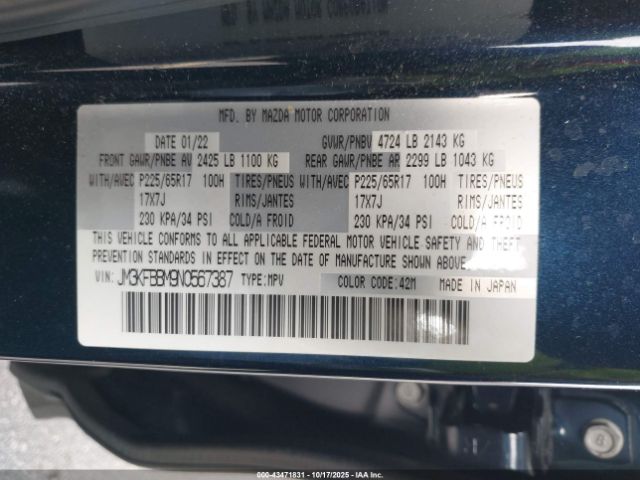 MFD. BY MAZDA MOTOR CORPORATION
DATE 01/22 GVWR/PNBV 4724 LB 2143 KG
FRONT GAWR/PNBE AV 2425 LB 1100 KG REAR GAWR/PNBE AR 2299 LB 1043 KG
WITH/AVEC P225/65R17 100H TIRES/PNEUS WITH/AVEC P225/65R17 100H TIRES/PNEUS
17X7J RIMS/JANTES 17X7J RIMS/JANTES
230 KPA/34 PSI COLD/A FROID 230 KPA/34 PSI COLD/A FROID
THIS VEHICLE CONFORMS TO ALL APPLICABLE FEDERAL MOTOR VEHICLE SAFETY AND THEFT
PREVENTION STANDARDS IN EFFECT ON THE DATE OF MANUFACTURE SHOWN ABOVE.
VIN: JM3KFBBM9N0567387 TYPE:MPV COLOR CODE:42M MADE IN JAPAN
8
© IAA - 43471831 - 10/17/2025 - IAAI.COM